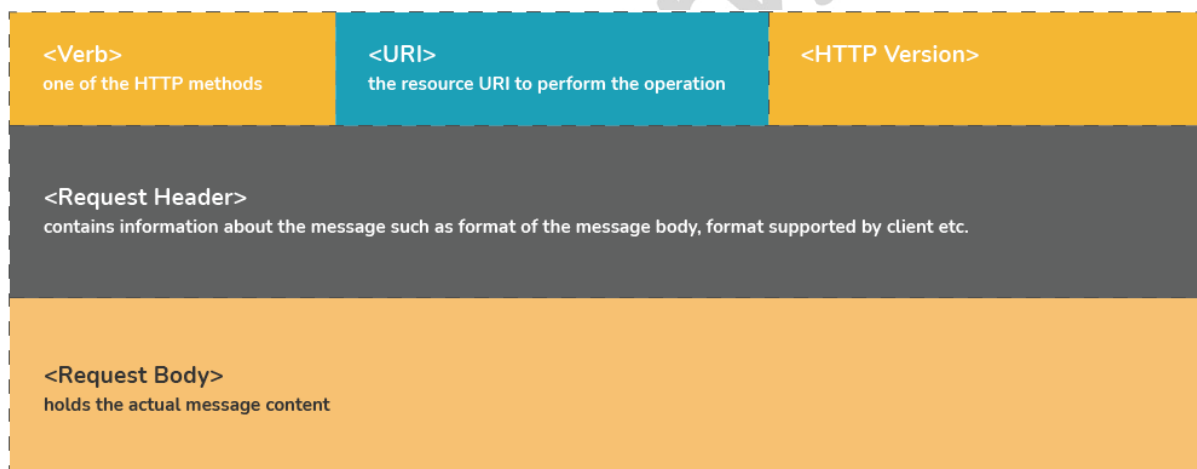 <Verb>
one of the HTTP methods
<URI>
the resource URI to perform the operation
<HTTP Version>
<Request Header>
contains information about the message such as format of the message body, format supported by client etc.
<Request Body>
holds the actual message content